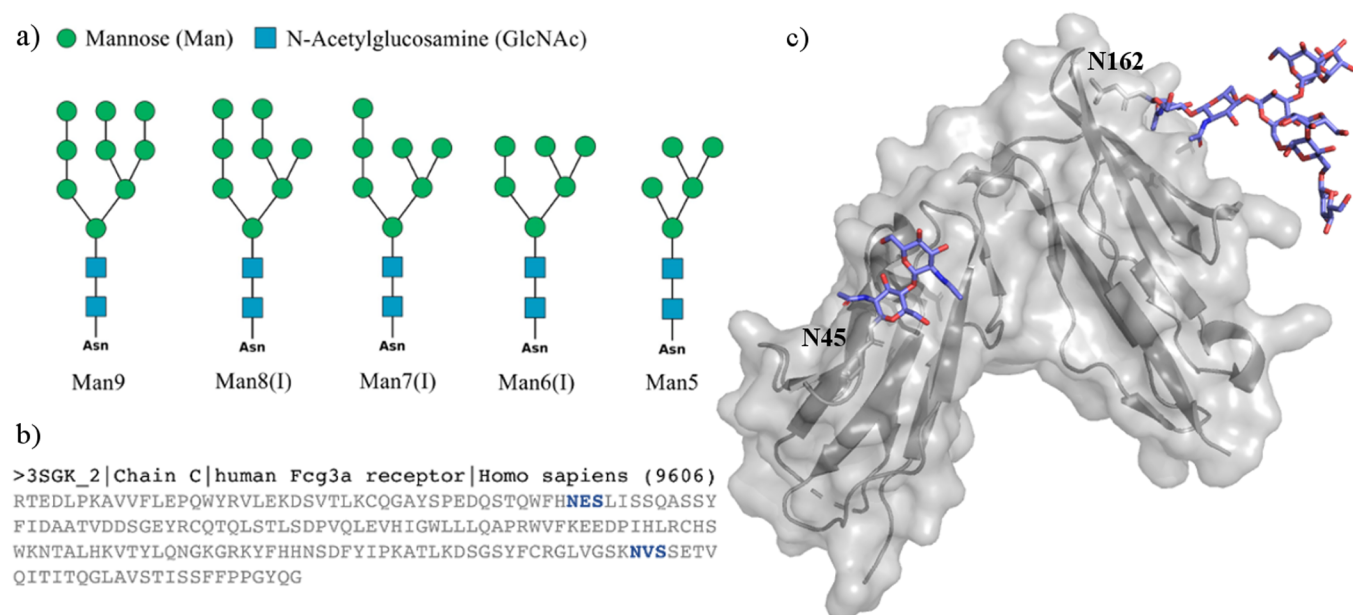 a) Mannose (Man) N-Acetylglucosamine (GlcNAc)
Asn Asn Asn Asn Asn
Man9 Man8(I) Man7(I) Man6(I) Man5
b)
>3SGK_2|Chain C|human Fcg3a receptor|Homo sapiens (9606)
RTEDLPKAVVFLEPQWYRVLEKDSVTLKCQGAYSPEDQSTQWFHNESLISSQASSY
FIDAATVDDSGEYRCQTQLSTLSDPVQLEVHIGWLLLQAPRWVFKEEDPIHLRCHS
WKNTALHKVTYLQNGKGRKYFHHNSDFYIPKATLKDSGSYFCRGLVGSKNVSSETV
QITITQGLAVSTISSFFPPGYQG
c)
N162
N45